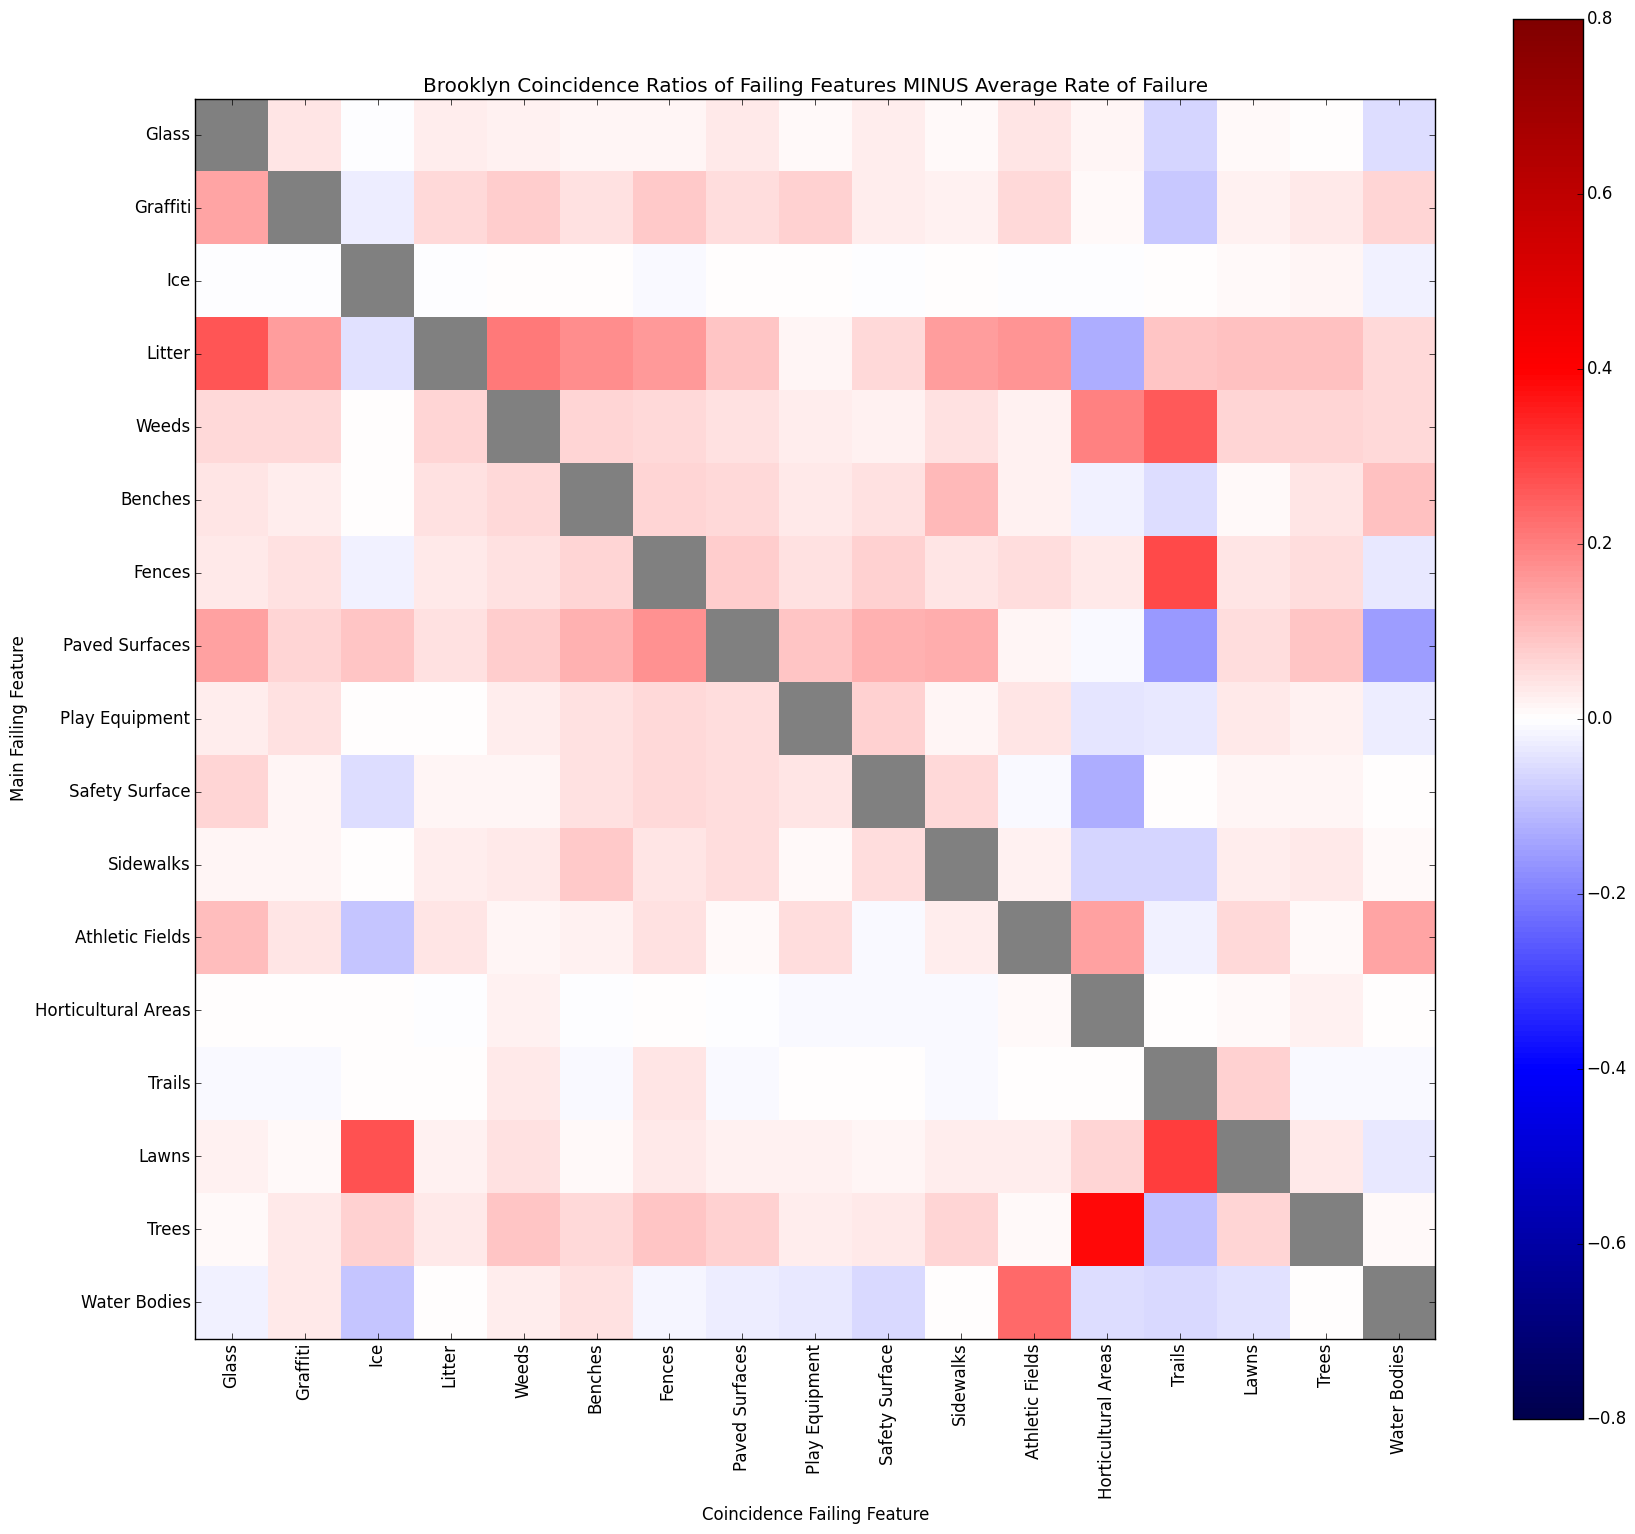 Brooklyn Coincidence Ratios of Failing Features MINUS Average Rate of Failure
Main Failing Feature
Glass
Graffiti
Ice
Litter
Weeds
Benches
Fences
Paved Surfaces
Play Equipment
Safety Surface
Sidewalks
Athletic Fields
Horticultural Areas
Trails
Lawns
Trees
Water Bodies
Glass
Graffiti
Ice
Litter
Weeds
Benches
Fences
Paved Surfaces
Play Equipment
Safety Surface
Sidewalks
Athletic Fields
Horticultural Areas
Trails
Lawns
Trees
Water Bodies
Coincidence Failing Feature
0.8
0.6
0.4
0.2
0.0
−0.2
−0.4
−0.6
−0.8